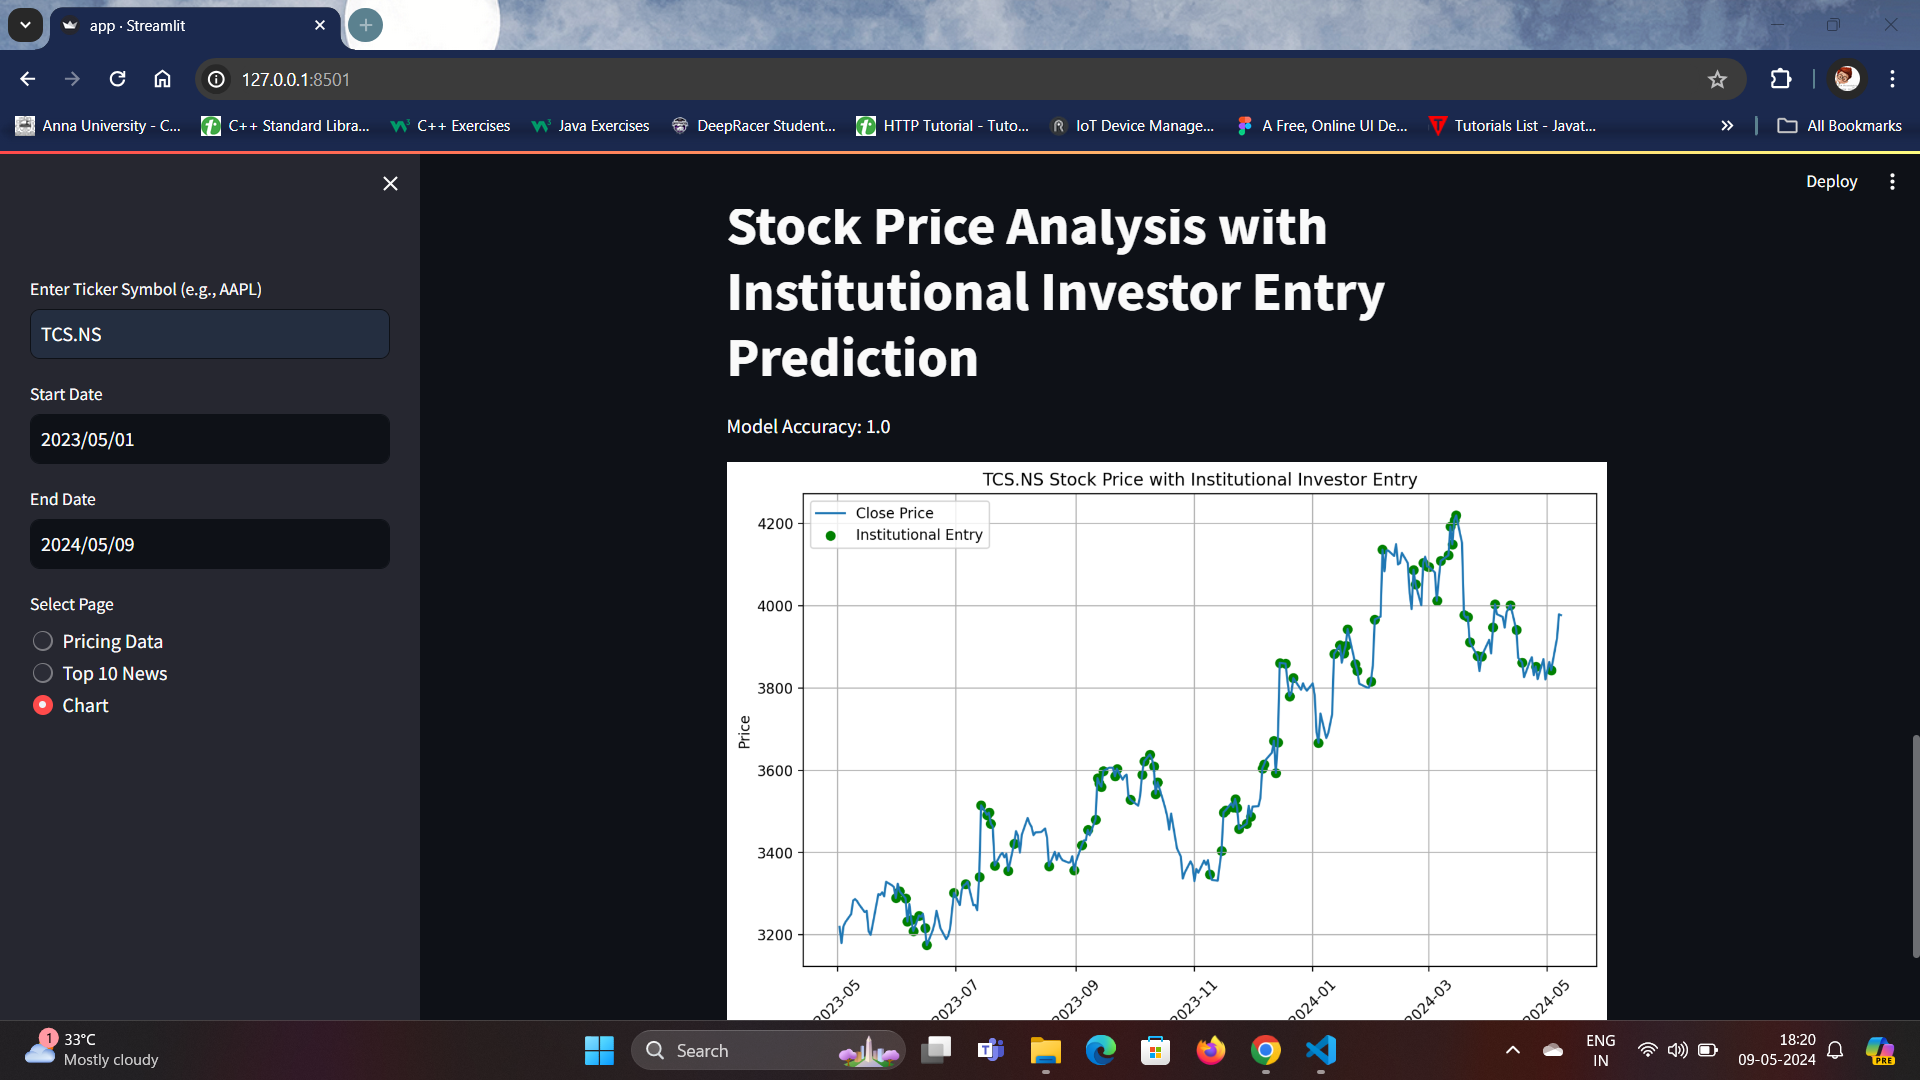 app · Streamlit
127.0.0.1:8501
Anna University - C...
C++ Standard Libra...
C++ Exercises
Java Exercises
DeepRacer Student...
HTTP Tutorial - Tuto...
IoT Device Manage...
A Free, Online UI De...
Tutorials List - Javat...
All Bookmarks
Deploy
Enter Ticker Symbol (e.g., AAPL)
TCS.NS
Start Date
2023/05/01
End Date
2024/05/09
Select Page
Pricing Data
Top 10 News
Chart
Stock Price Analysis with
Institutional Investor Entry
Prediction
Model Accuracy: 1.0
TCS.NS Stock Price with Institutional Investor Entry
Close Price
Institutional Entry
Price
4200
4000
3800
3600
3400
3200
2023-05
2023-07
2023-09
2023-11
2024-01
2024-03
2024-05
1
33°C
Mostly cloudy
Search
ENG
IN
18:20
09-05-2024
PRE